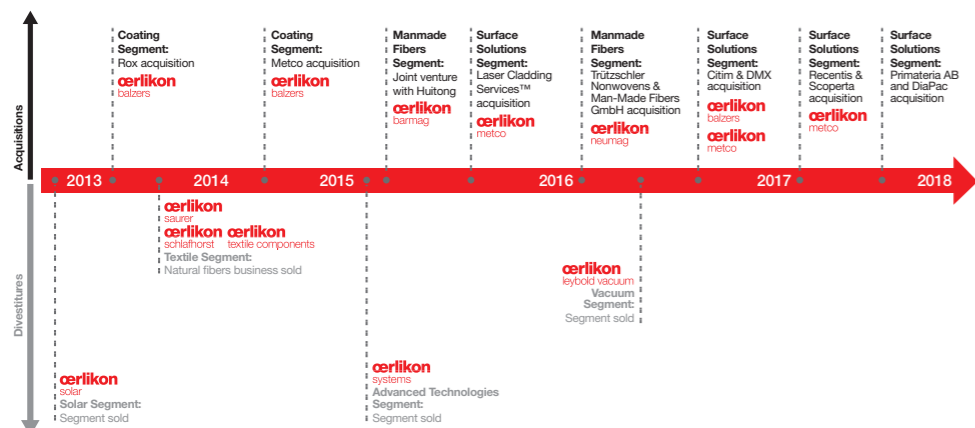 Acquisitions
Coating
Segment:
Rox acquisition
œrlikon
balzers
Coating
Segment:
Metco acquisition
œrlikon
balzers
Manmade
Fibers
Segment:
Joint venture
with Huitong
œrlikon
barmag
Surface
Solutions
Segment:
Laser Cladding
Services™
acquisition
œrlikon
metco
Manmade
Fibers
Segment:
Trützschler
Nonwovens &
Man-Made Fibers
GmbH acquisition
œrlikon
neumag
Surface
Solutions
Segment:
Citim & DMX
acquisition
œrlikon
balzers
œrlikon
metco
Surface
Solutions
Segment:
Recentis &
Scoperta
acquisition
œrlikon
metco
Surface
Solutions
Segment:
Primateria AB
and DiaPac
acquisition
2013 2014 2015 2016 2017 2018
Divestitures
œrlikon
solar
Solar Segment:
Segment sold
œrlikon
saurer
œrlikon œrlikon
schlafhorst textile components
Textile Segment:
Natural fibers business sold
œrlikon
systems
Advanced Technologies
Segment:
Segment sold
œrlikon
leybold vacuum
Vacuum
Segment:
Segment sold